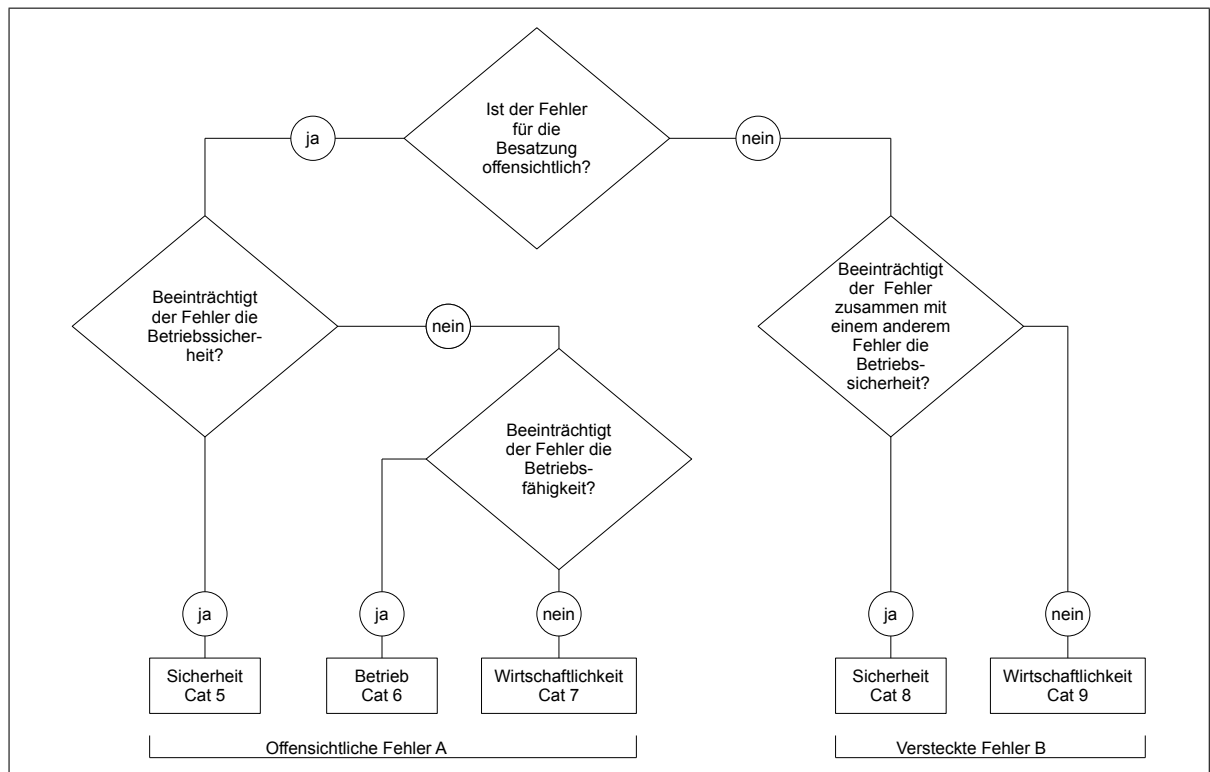 Ist der Fehler
für die
Besatzung
offensichtlich?
ja
nein
Beeinträchtigt
der Fehler die
Betriebssicher-
heit?
nein
Beeinträchtigt
der Fehler
zusammen mit
einem anderem
Fehler die
Betriebs-
sicherheit?
Beeinträchtigt
der Fehler die
Betriebs-
fähigkeit?
ja
ja
nein
ja
nein
Sicherheit
Cat 5
Betrieb
Cat 6
Wirtschaftlichkeit
Cat 7
Sicherheit
Cat 8
Wirtschaftlichkeit
Cat 9
Offensichtliche Fehler A
Versteckte Fehler B